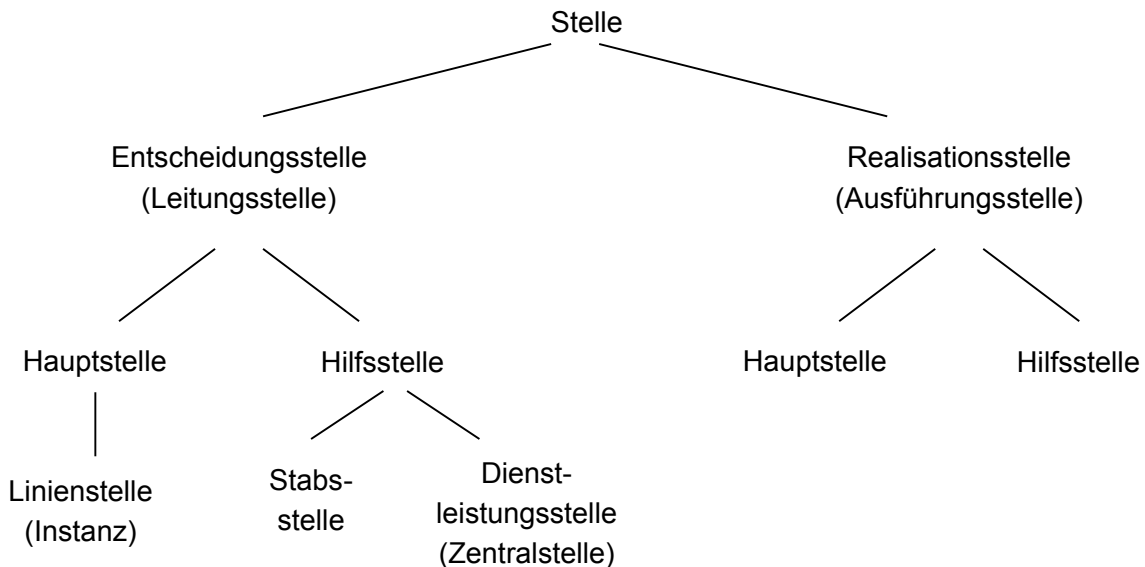 Stelle
Entscheidungsstelle
(Leitungsstelle)
Realisationsstelle
(Ausführungsstelle)
Hauptstelle
Hilfsstelle
Hauptstelle
Hilfsstelle
Linienstelle
(Instanz)
Stabs-
stelle
Dienst-
leistungsstelle
(Zentralstelle)